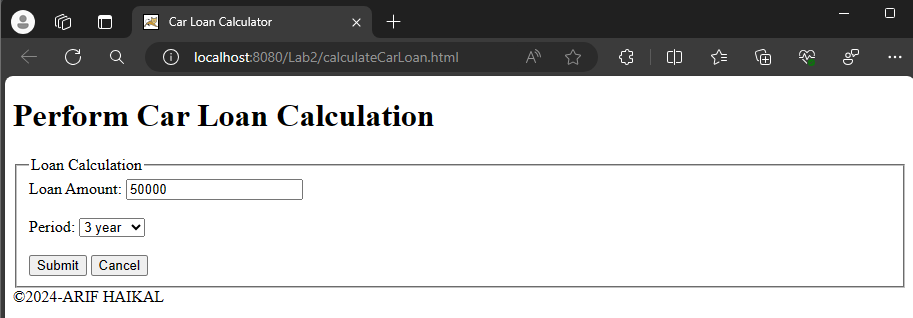 Car Loan Calculator
localhost:8080/Lab2/calculateCarLoan.html
Perform Car Loan Calculation
Loan Calculation
Loan Amount: 50000
Period: 3 year
Submit Cancel
©2024-ARIF HAIKAL